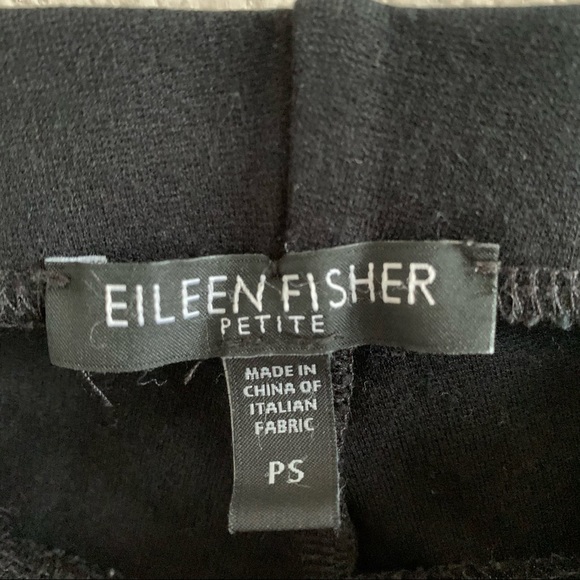 EILEEN FISHER
PETITE
MADE IN
CHINA OF
ITALIAN
FABRIC
PS